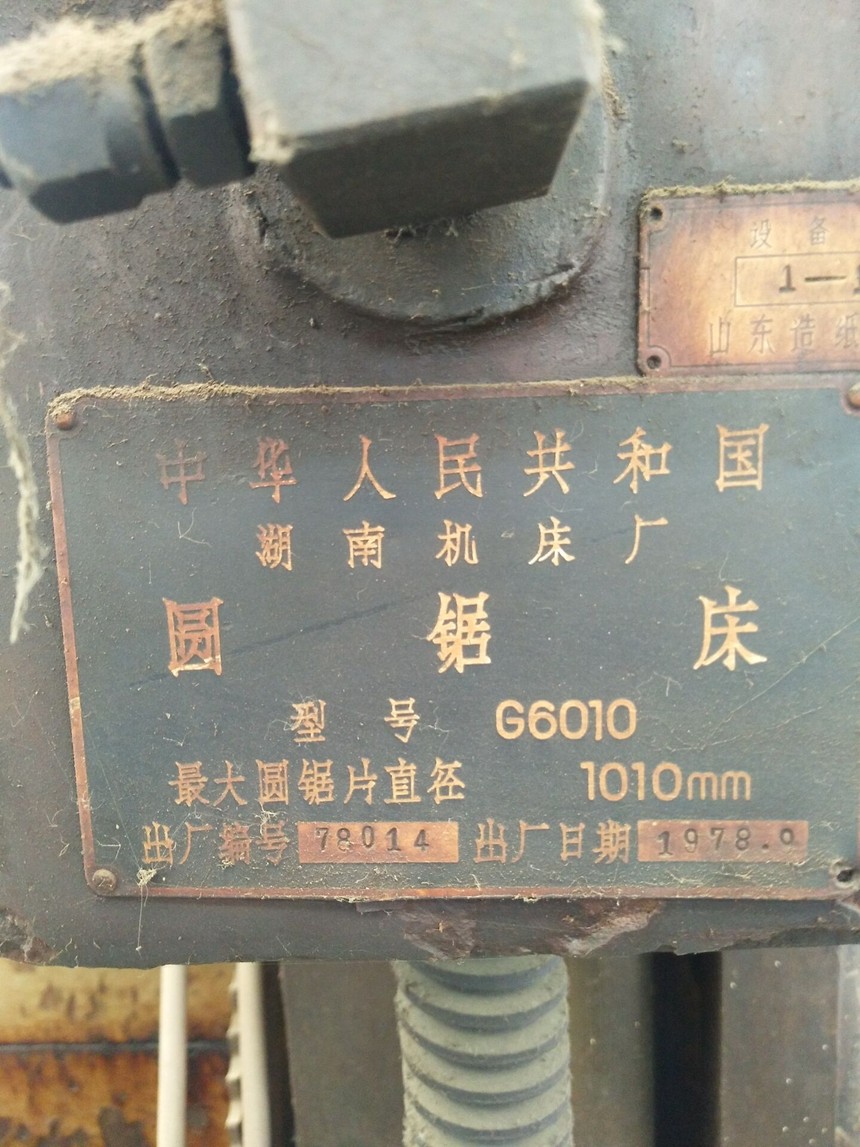 设备
1—
山东造纸
中华人民共和国
湖南机床厂
圆锯床
型号 G6010
最大圆锯片直径 1010mm
出厂编号 78014 出厂日期 1978.9